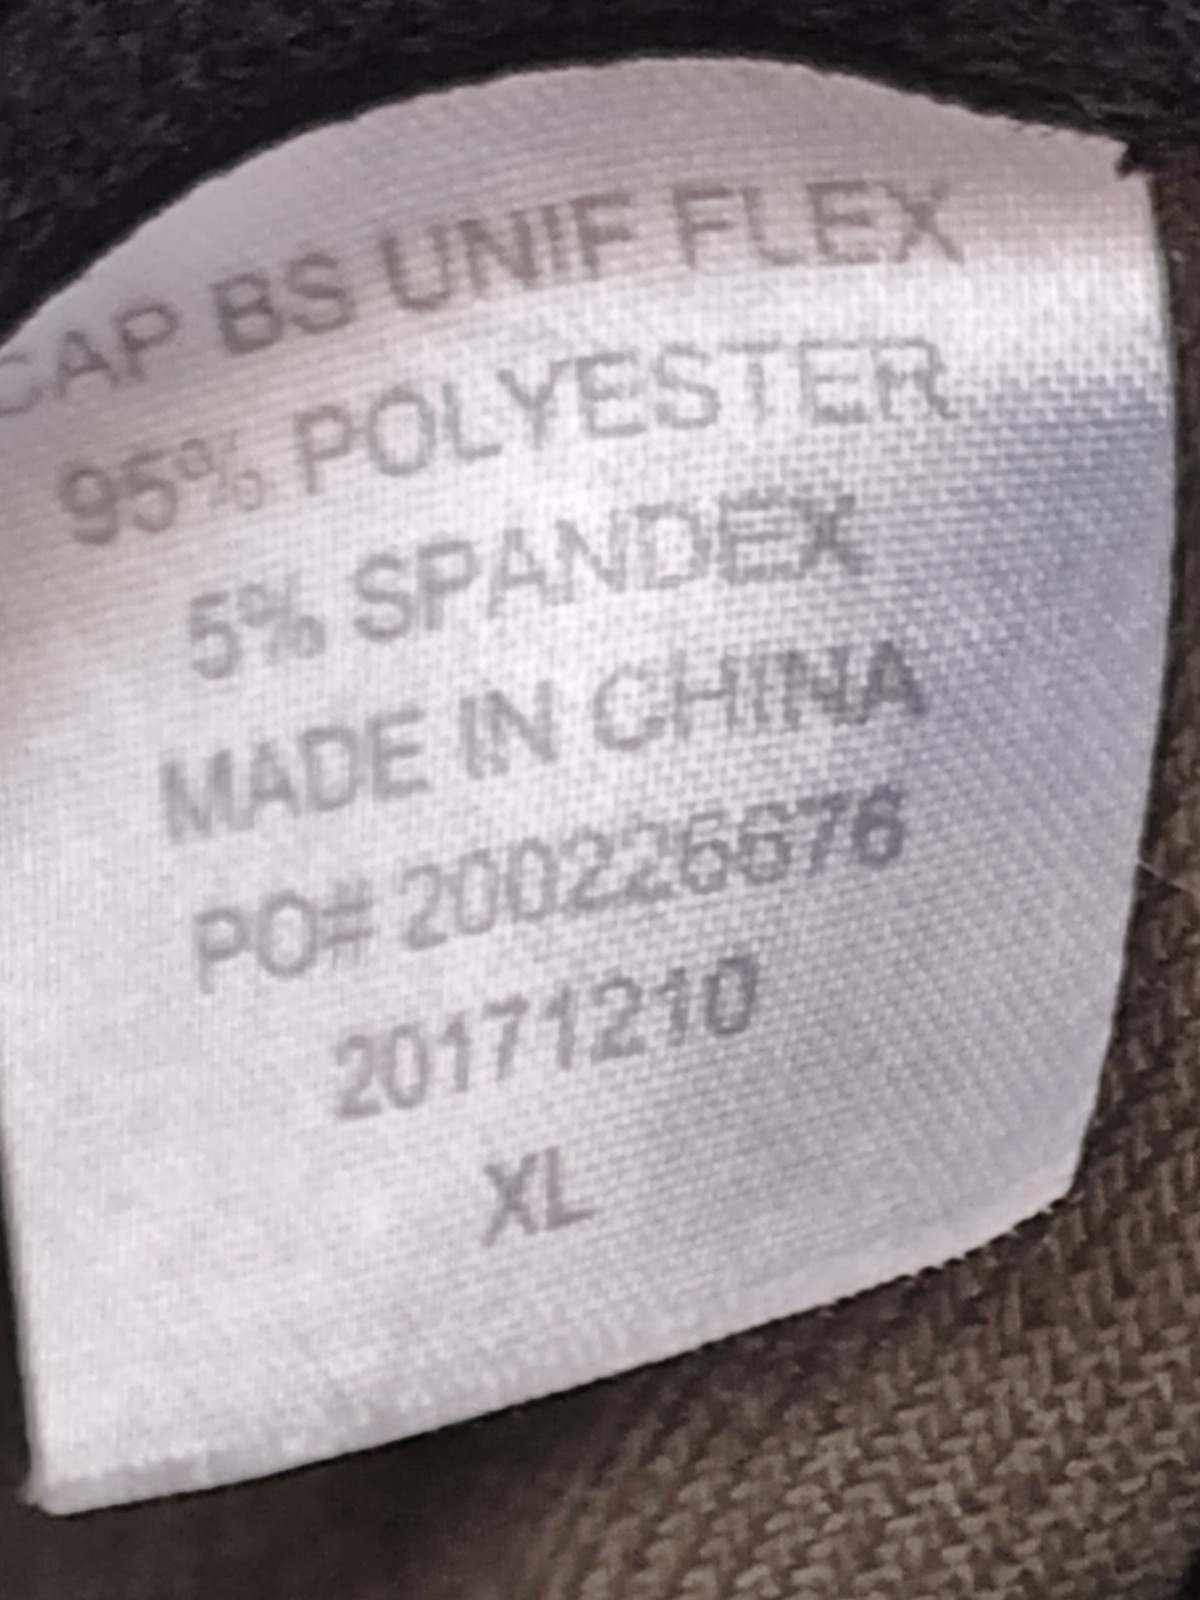 CAP BS UNIF FLEX
95% POLYESTER
5% SPANDEX
MADE IN CHINA
PO# 200226676
20171210
XL